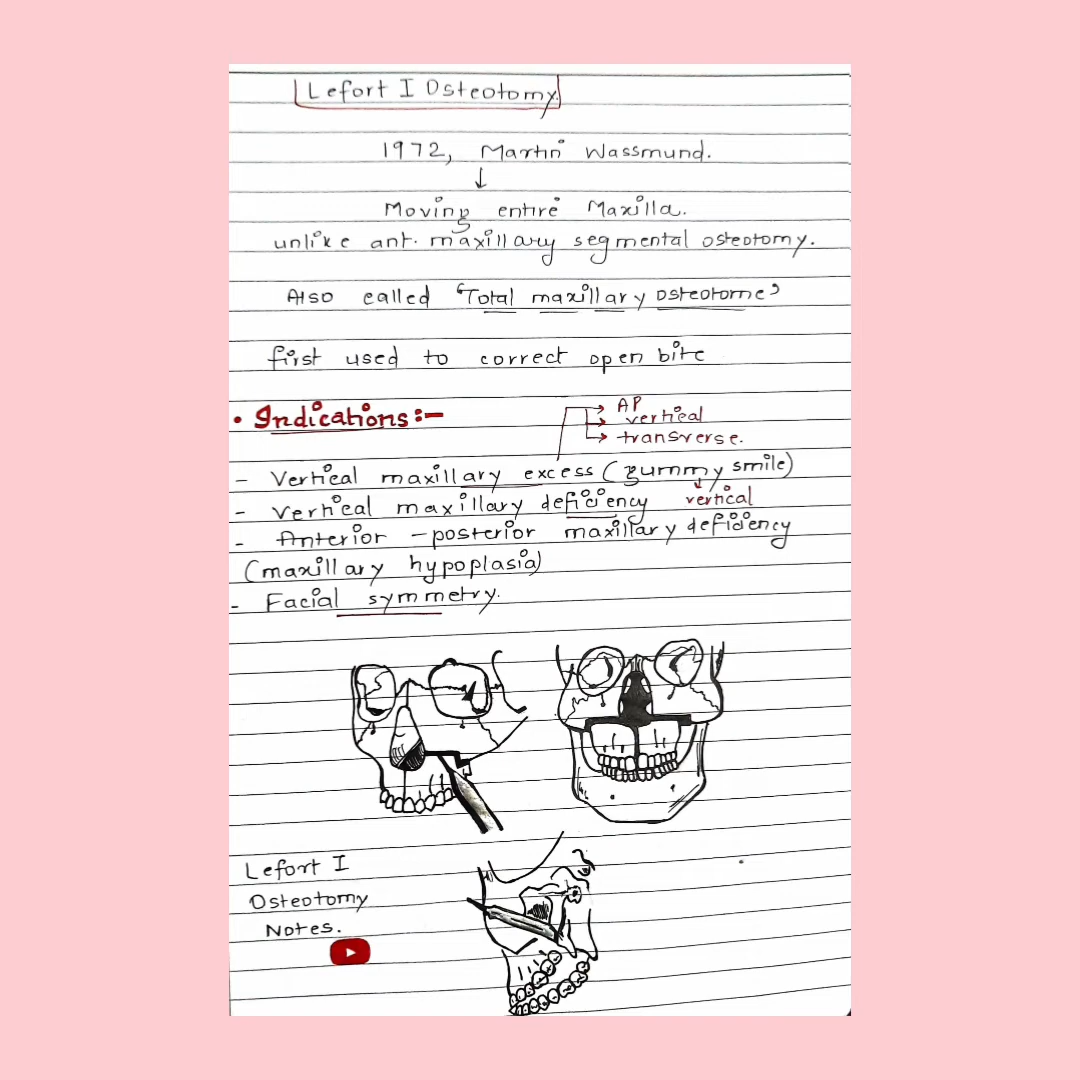 Lefort I Osteotomy.
1972, Martin Wassmund.
↓
Moving entire Maxilla.
unlike ant. maxillary segmental osteotomy.
Also called 'Total maxillary osteotome'
first used to correct open bite
• Indications:-
→ AP
→ vertical
→ transverse.
- Vertical maxillary excess (gummy smile)
- Vertical maxillary deficiency vertical
- Anterior - posterior maxillary deficiency
(maxillary hypoplasia)
- Facial symmetry.
Lefort I
Osteotomy
Notes.